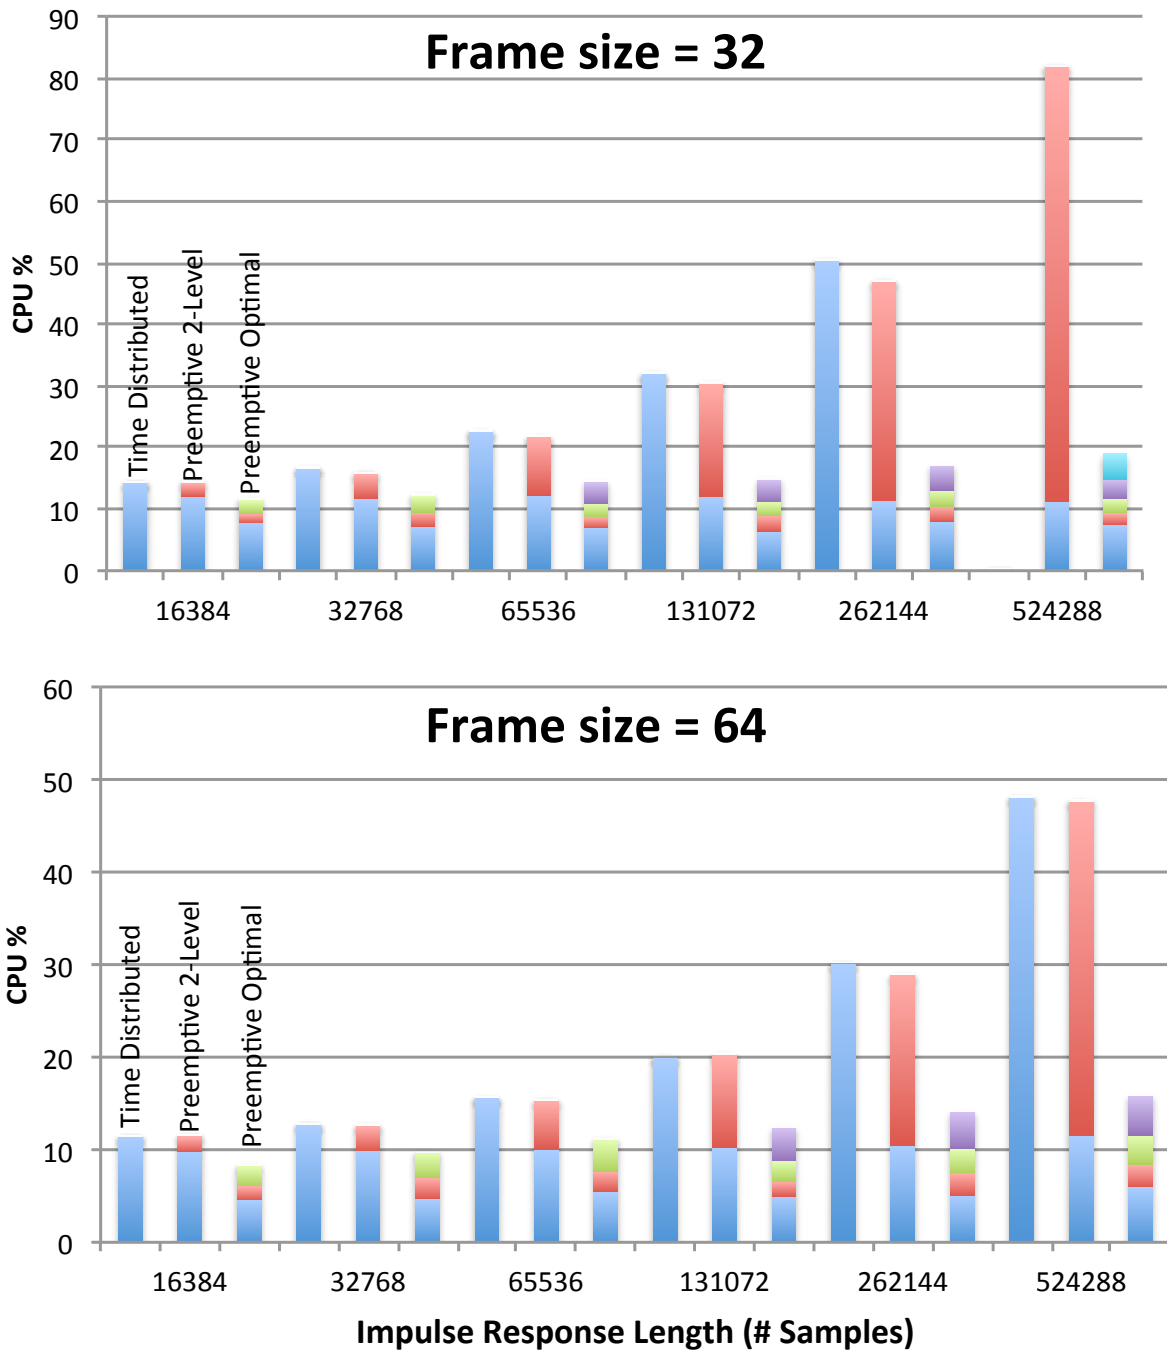 Frame size = 32
CPU %
90
80
70
60
50
40
30
20
10
0
Time Distributed
Preemptive 2-Level
Preemptive Optimal
16384 32768 65536 131072 262144 524288
Frame size = 64
CPU %
60
50
40
30
20
10
0
Time Distributed
Preemptive 2-Level
Preemptive Optimal
16384 32768 65536 131072 262144 524288
Impulse Response Length (# Samples)